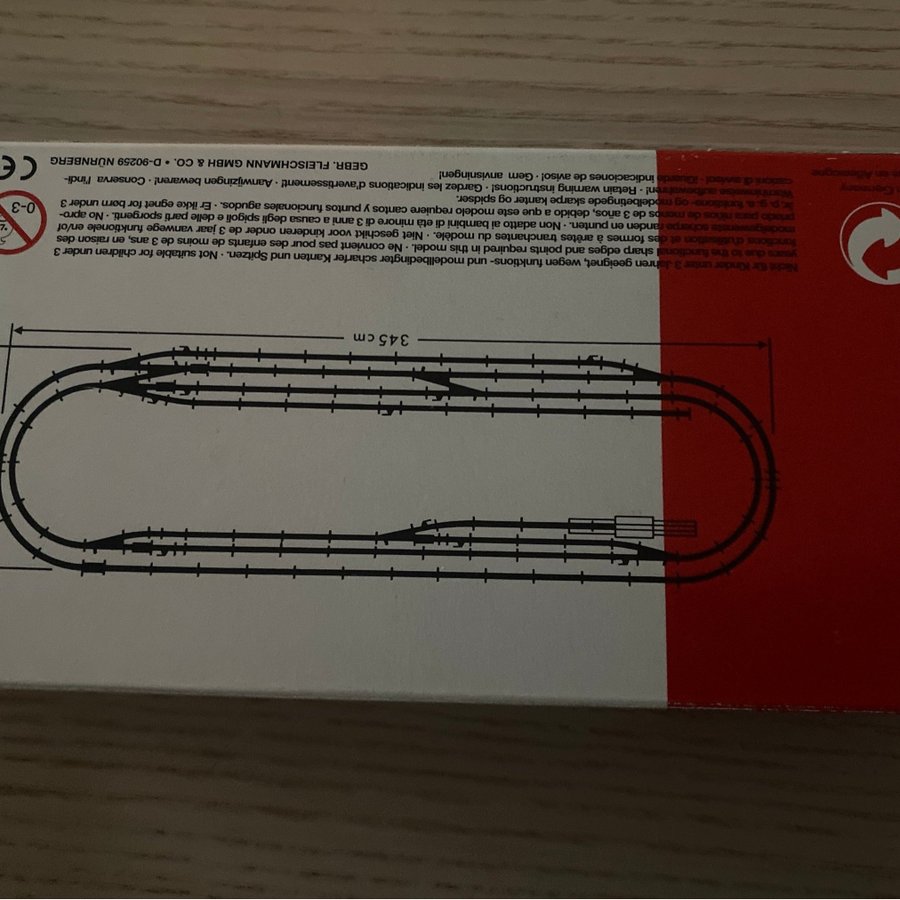 345 cm
Nicht für Kinder unter 3 Jahren geeignet, wegen funktions- und modellbedingter scharfer Kanten und Spitzen. · Not suitable for children under 3
years due to the functional sharp edges and points required in this model. · Ne convient pas pour des enfants de moins de 3 ans, en raison des
fonctions d'utilisation et des formes à arêtes tranchantes du modèle. · Niet geschikt voor kinderen onder de 3 jaar vanwege funktionele en/of
modelgewenste scherpe randen en punten. · Non adatto ai bambini di età minore di 3 anni a causa degli spigoli e delle parti sporgenti. · No apro-
priado para niños de menos de 3 años, debido a que este modelo requiere cantos y puntos funcionales agudos. · Er ikke egnet for børn under 3
år, p. g. a. funktions- og modelbetingede skarpe kanter og spidser.
Warnhinweise aufbewahren! · Retain warning instructions! · Gardez les indications d'avertissement! · Aanwijzingen bewaren! · Conserva l'indi-
indicaciones de aviso! · Gem anvisningen!
Germany
en Allemagne
GEBR. FLEISCHMANN GMBH & CO. • D-90259 NÜRNBERG
0-3
CE